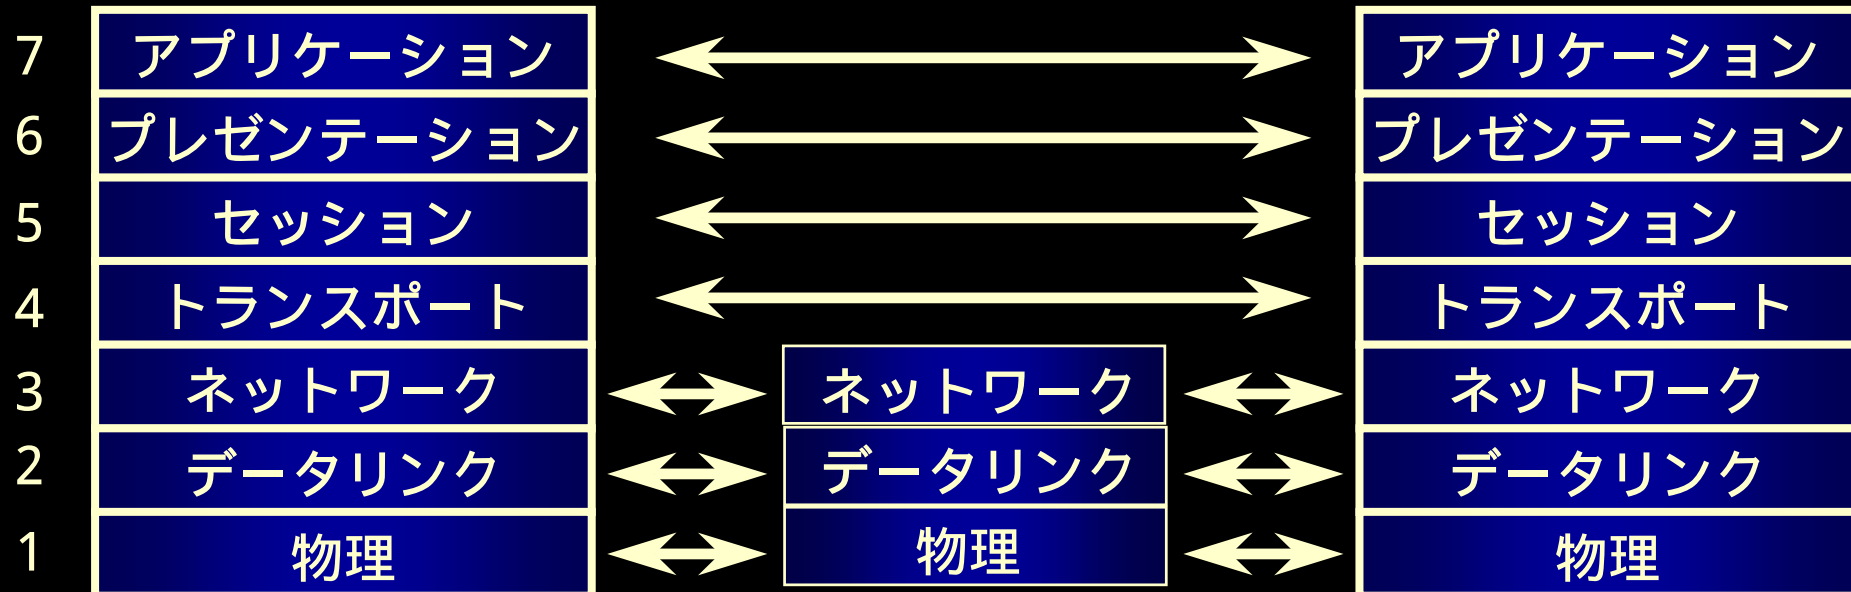 7 アプリケーション アプリケーション
6 プレゼンテーション プレゼンテーション
5 セッション セッション
4 トランスポート トランスポート
3 ネットワーク ネットワーク ネットワーク
2 データリンク データリンク データリンク
1 物理 物理 物理